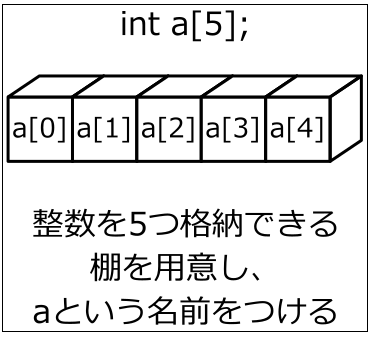 int a[5];
a[0] a[1] a[2] a[3] a[4]
整数を5つ格納できる
棚を用意し、
aという名前をつける